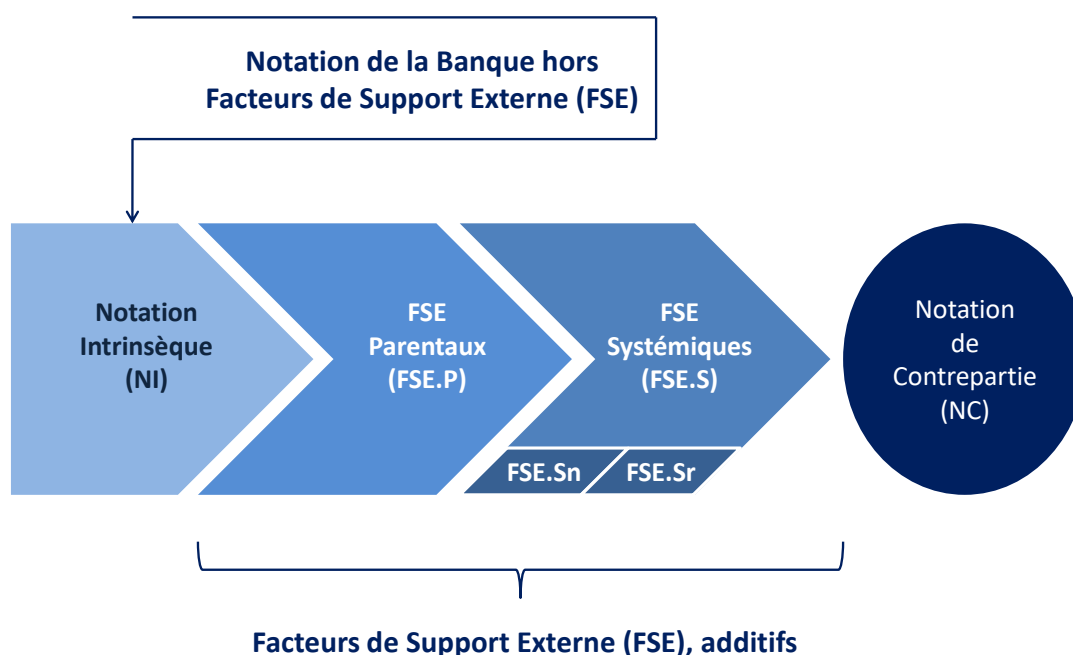 Notation de la Banque hors
Facteurs de Support Externe (FSE)
Notation
Intrinsèque
(NI)
FSE
Parentaux
(FSE.P)
FSE
Systémiques
(FSE.S)
FSE.Sn
FSE.Sr
Notation
de
Contrepartie
(NC)
Facteurs de Support Externe (FSE), additifs